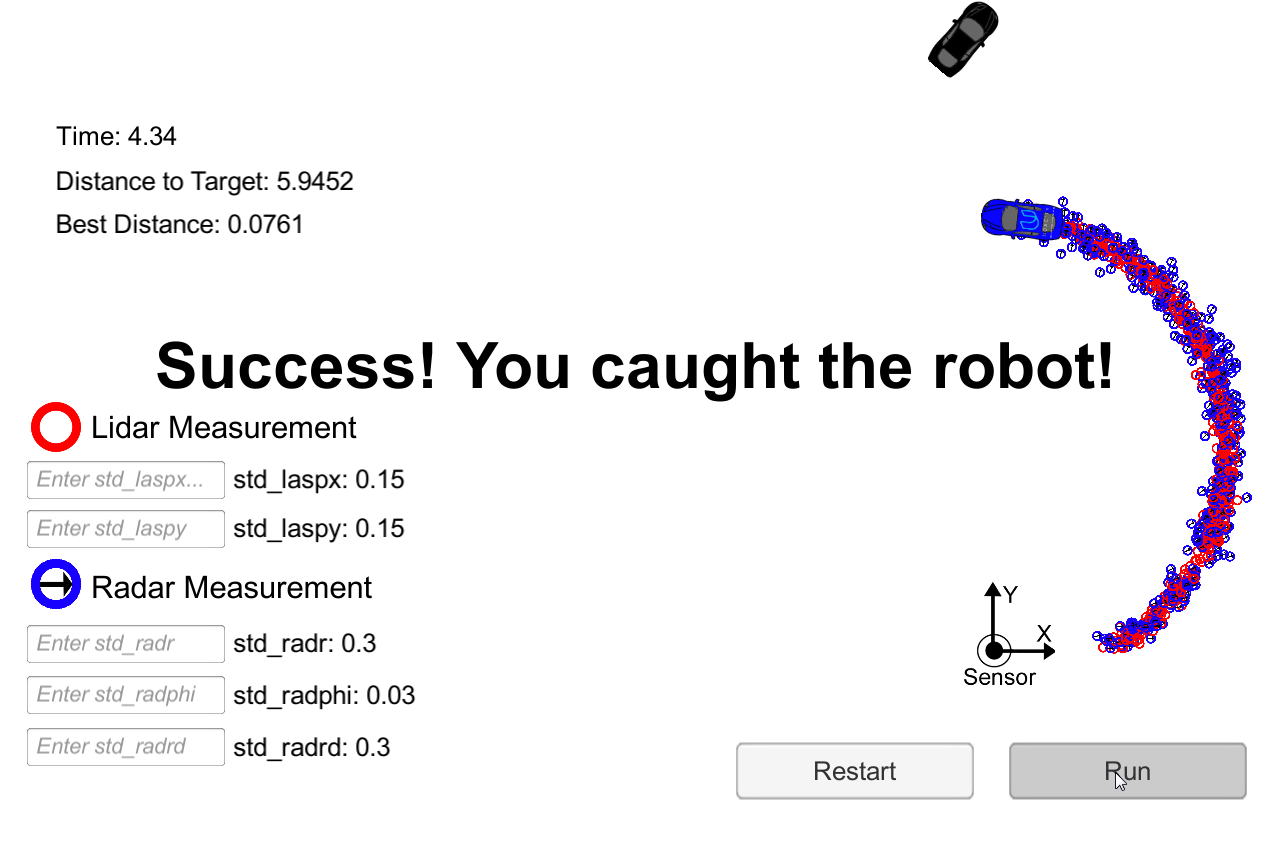 Time: 4.34
Distance to Target: 5.9452
Best Distance: 0.0761
Success! You caught the robot!
Lidar Measurement
Enter std_laspx... std_laspx: 0.15
Enter std_laspy std_laspy: 0.15
Radar Measurement
Enter std_radr std_radr: 0.3
Enter std_radphi std_radphi: 0.03
Enter std_radrd std_radrd: 0.3
Y
X
Sensor
Restart Run